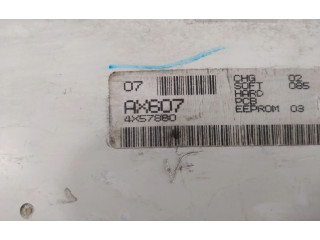 07
AX607
4X57880
CHG 02
SOFT 085
HARD
PCB
EEPROM 03